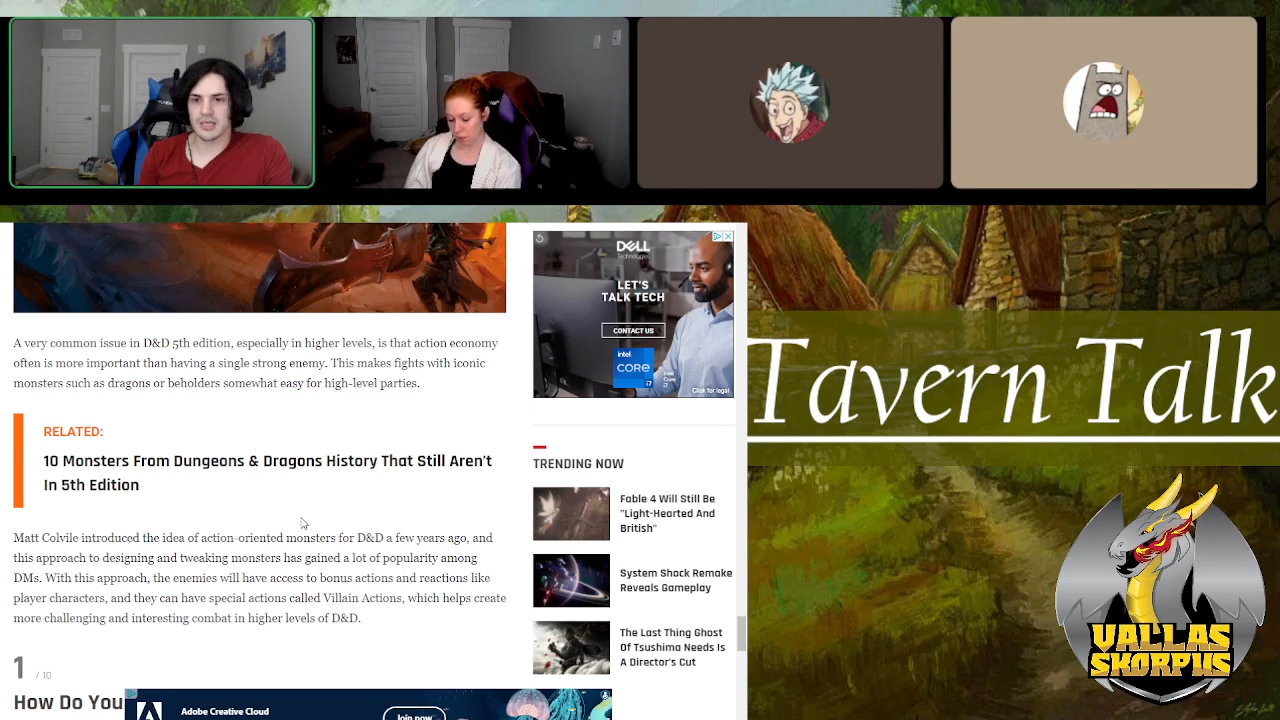 A very common issue in D&D 5th edition, especially in higher levels, is that action economy
often is more important than having a single strong enemy. This makes fights with iconic
monsters such as dragons or beholders somewhat easy for high-level parties.
RELATED:
10 Monsters From Dungeons & Dragons History That Still Aren't
In 5th Edition
Matt Colvile introduced the idea of action-oriented monsters for D&D a few years ago, and
this approach to designing and tweaking monsters has gained a lot of popularity among
DMs. With this approach, the enemies will have access to bonus actions and reactions like
player characters, and they can have special actions called Villain Actions, which helps create
more challenging and interesting combat in higher levels of D&D.
1 / 10
How Do You
Adobe Creative Cloud
Join now
DELL
Technologies
LET'S
TALK TECH
CONTACT US
intel
CORE
i7
Click for legal
TRENDING NOW
Fable 4 Will Still Be
"Light-Hearted And
British"
System Shock Remake
Reveals Gameplay
The Last Thing Ghost
Of Tsushima Needs Is
A Director's Cut
Tavern Talk
VALLAS
SKORPUS